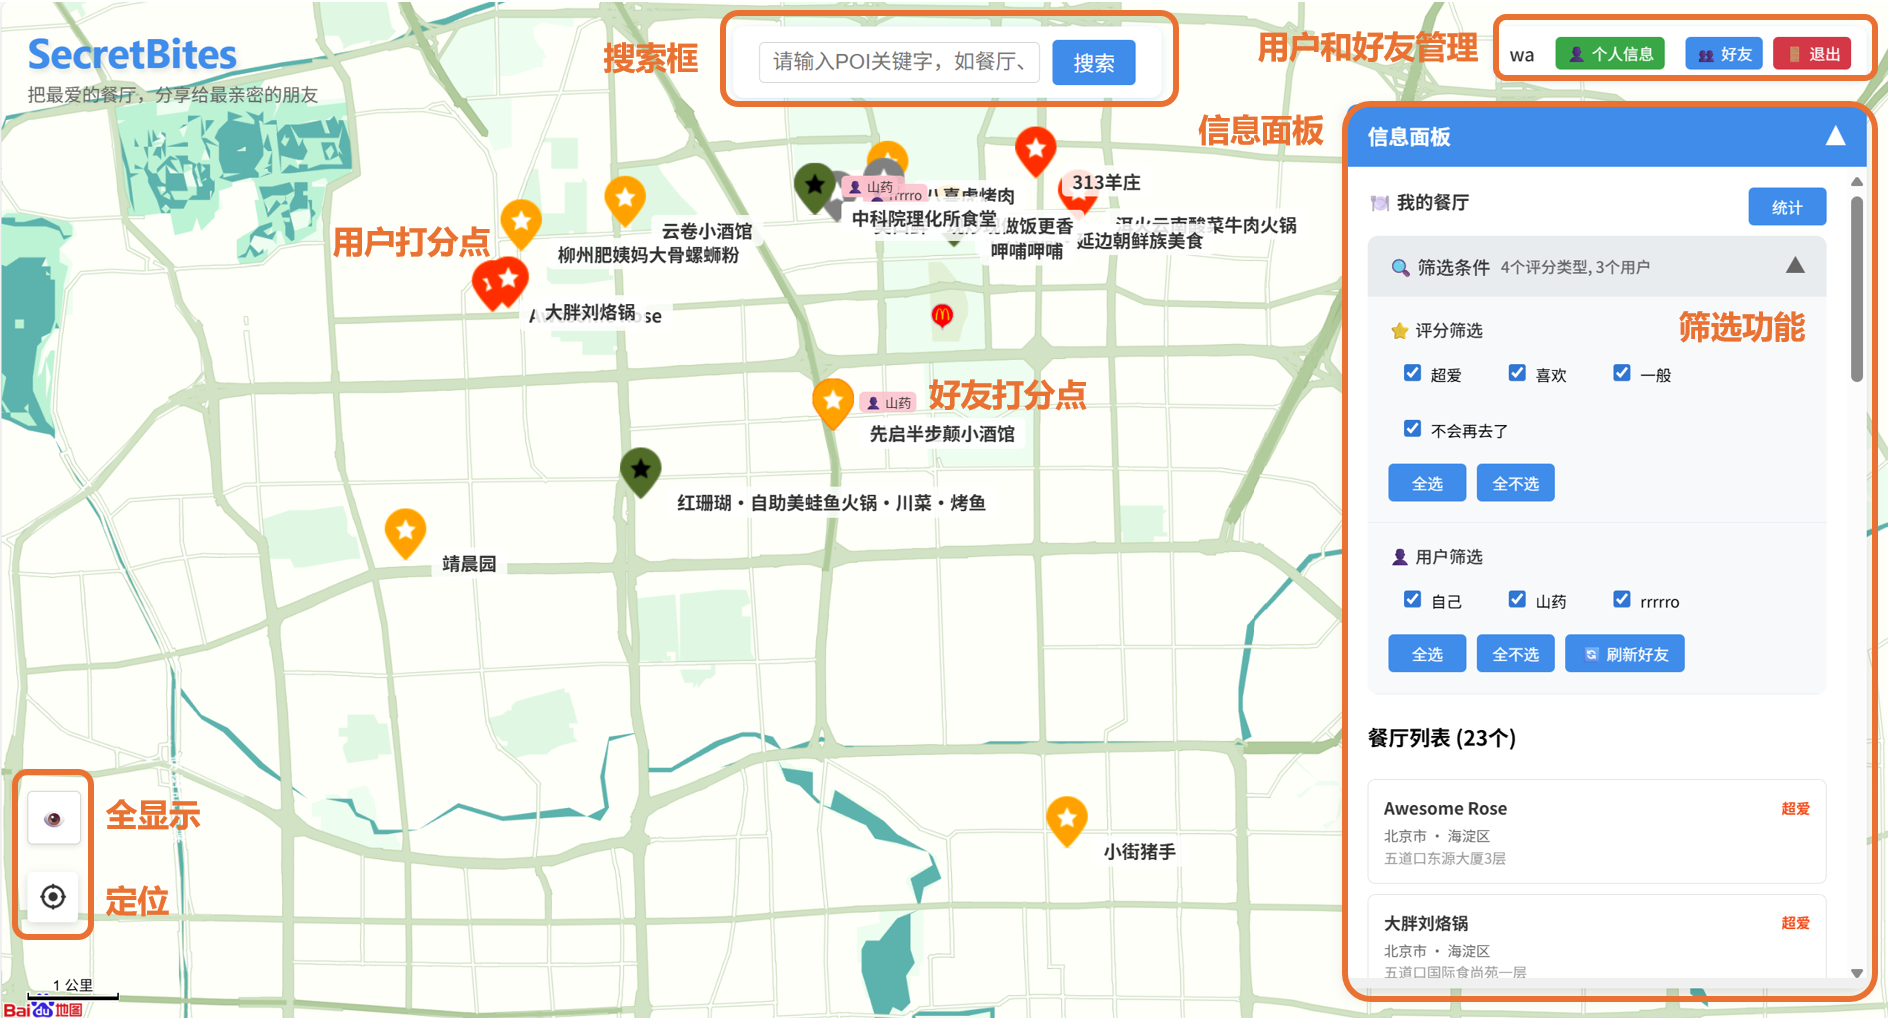 SecretBites
把最爱的餐厅，分享给最亲密的朋友
搜索框
请输入POI关键字，如餐厅、
搜索
用户和好友管理
wa
个人信息
好友
退出
信息面板
信息面板
我的餐厅
统计
筛选条件 4个评分类型, 3个用户
筛选功能
评分筛选
超爱
喜欢
一般
不会再去了
全选
全不选
用户筛选
自己
山药
rrrrro
全选
全不选
刷新好友
餐厅列表 (23个)
Awesome Rose
超爱
北京市 • 海淀区
五道口东源大厦3层
大胖刘烙锅
超爱
北京市 • 海淀区
五道口国际食尚苑一层
313羊庄
山药
中科院理化所食堂
做饭更香
呷哺呷哺
延边朝鲜族美食
菜牛肉火锅
云卷小酒馆
用户打分点
柳州肥姨妈大骨螺蛳粉
大胖刘烙锅
山药
好友打分点
先启半步颠小酒馆
红珊瑚•自助美蛙鱼火锅•川菜•烤鱼
靖晨园
小街猪手
全显示
定位
1 公里
Bai du 地图